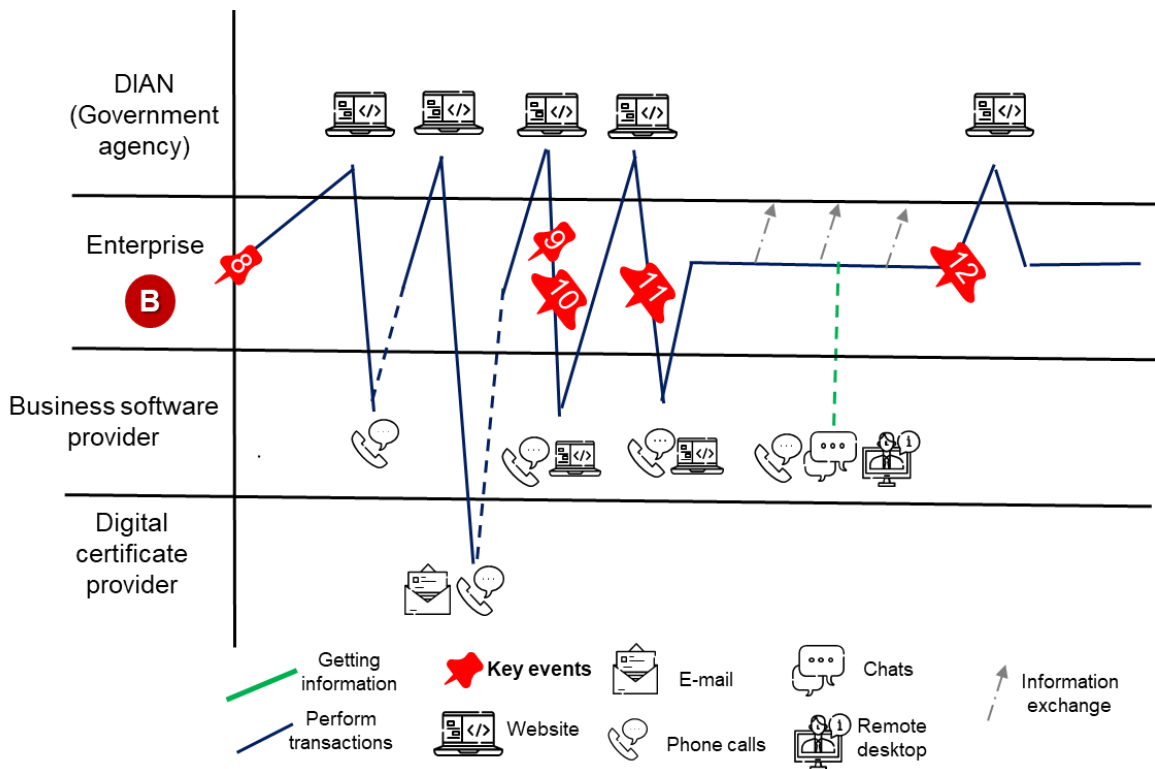 DIAN
(Government
agency)
Enterprise
B
8
9
10
11
12
Business software
provider
Digital
certificate
provider
Getting
information
Key events
E-mail
Chats
Information
exchange
Perform
transactions
Website
Phone calls
Remote
desktop